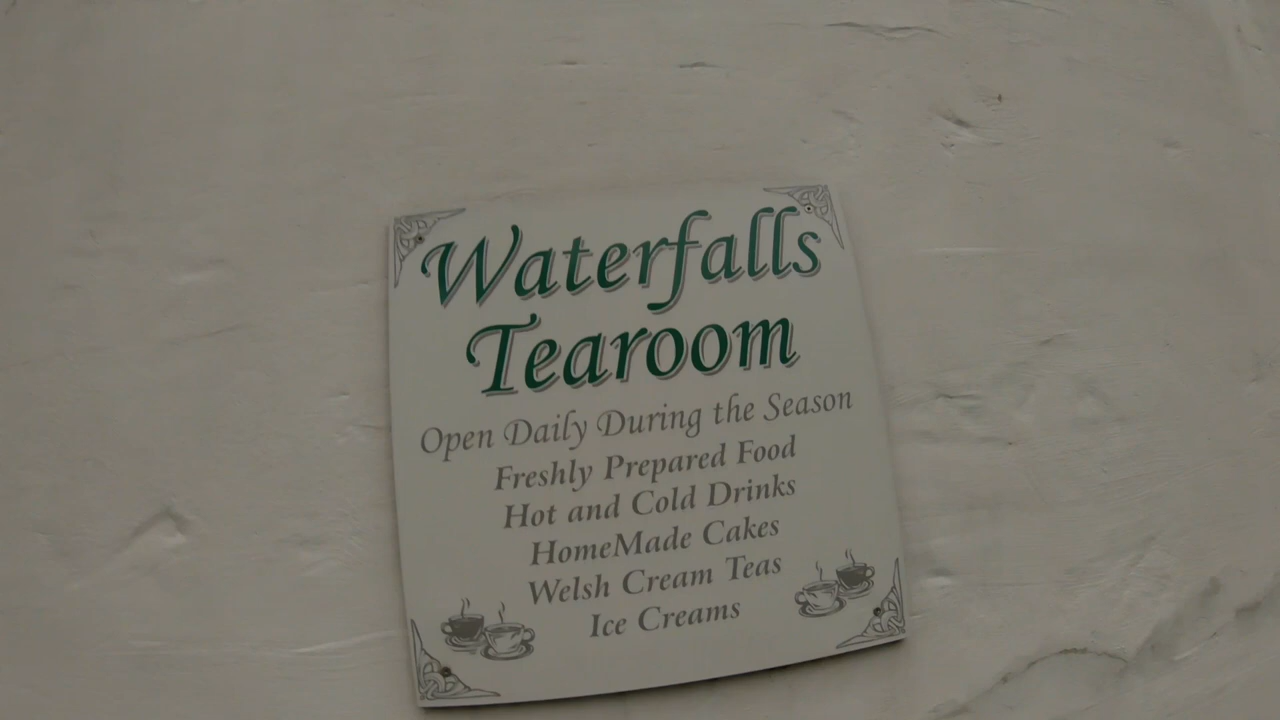 Waterfalls
Tearoom
Open Daily During the Season
Freshly Prepared Food
Hot and Cold Drinks
HomeMade Cakes
Welsh Cream Teas
Ice Creams